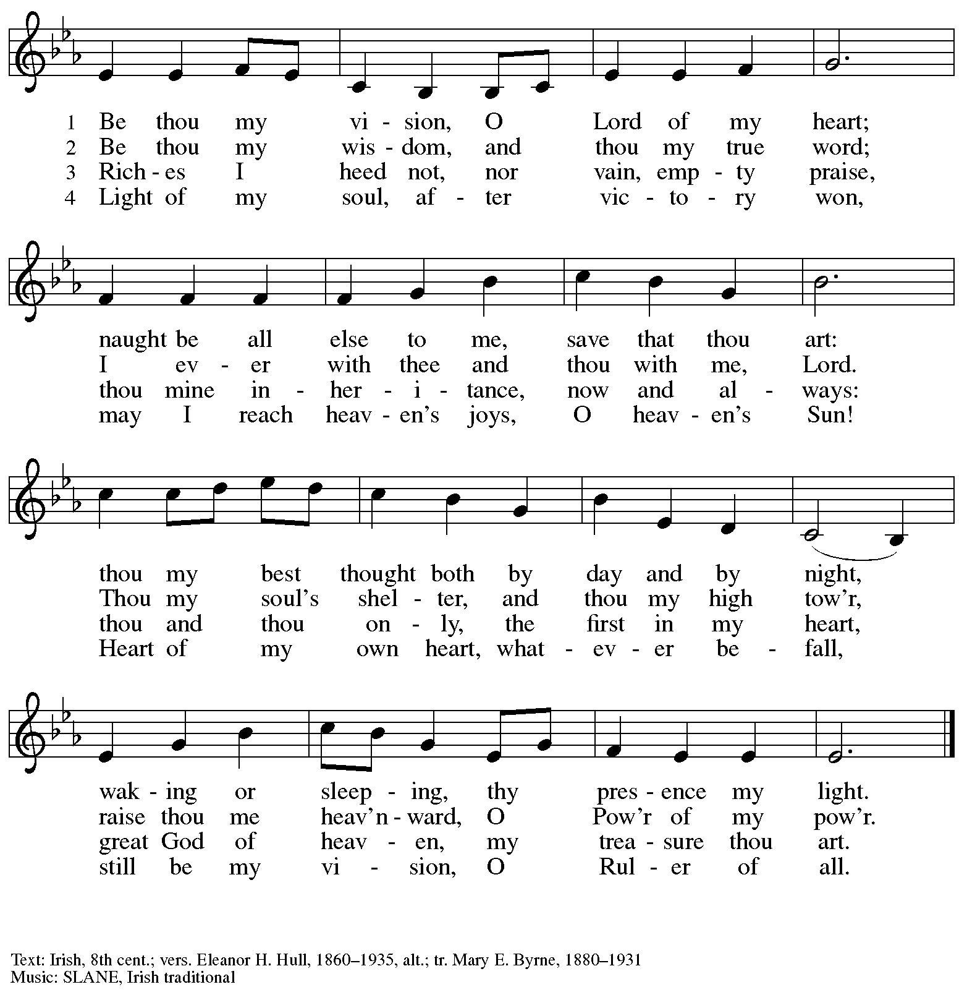 1 Be thou my vi - sion, O Lord of my heart;
2 Be thou my wis - dom, and thou my true word;
3 Rich - es I heed not, nor vain, emp - ty praise,
4 Light of my soul, af - ter vic - to - ry won,
naught be all else to me, save that thou art:
I ev - er with thee and thou with me, Lord.
thou mine in - her - i - tance, now and al - ways:
may I reach heav - en's joys, O heav - en's Sun!
thou my best thought both by day and by night,
Thou my soul's shel - ter, and thou my high tow'r,
thou and thou on - ly, the first in my heart,
Heart of my own heart, what - ev - er be - fall,
wak - ing or sleep - ing, thy pres - ence my light.
raise thou me heav'n - ward, O Pow'r of my pow'r.
great God of heav - en, my trea - sure thou art.
still be my vi - sion, O Rul - er of all.
Text: Irish, 8th cent.; vers. Eleanor H. Hull, 1860–1935, alt.; tr. Mary E. Byrne, 1880–1931
Music: SLANE, Irish traditional